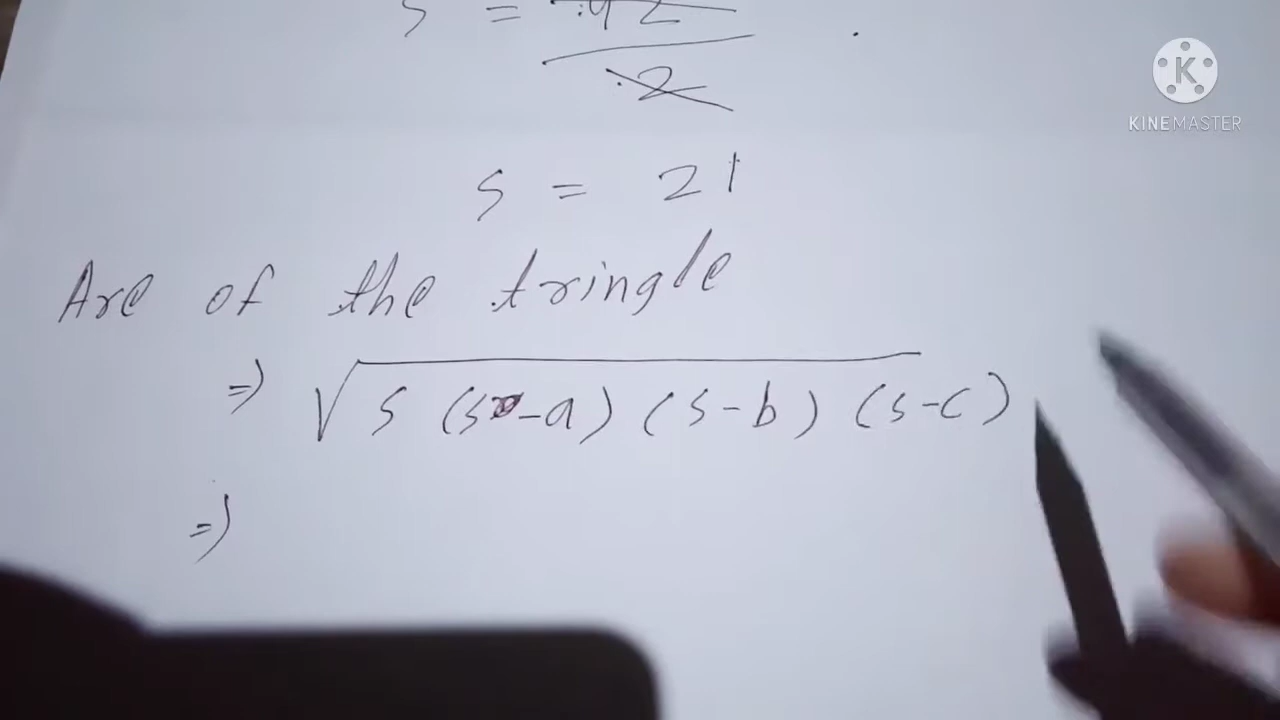 s = 42
2
K
KINEMASTER
s = 21
Are of the tringle
=) √s (s-a) (s-b) (s-c)
=)